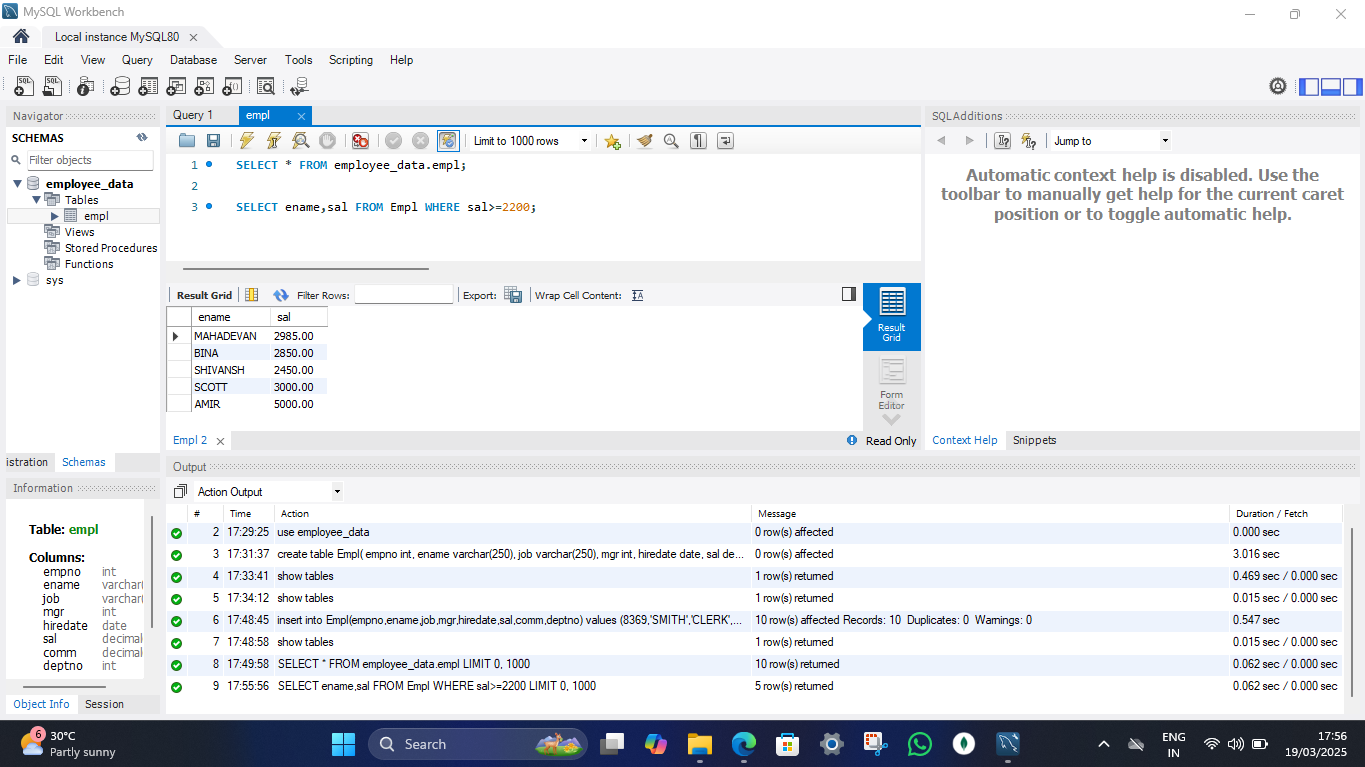 MySQL Workbench
Local instance MySQL80
File Edit View Query Database Server Tools Scripting Help
Navigator
SCHEMAS
Filter objects
employee_data
Tables
empl
Views
Stored Procedures
Functions
sys
istration Schemas
Information
Table: empl
Columns:
empno int
ename varchar(
job varchar(
mgr int
hiredate date
sal decimal
comm decimal
deptno int
Object Info Session
Query 1 empl
Limit to 1000 rows
1 SELECT * FROM employee_data.empl;
2
3 SELECT ename,sal FROM Empl WHERE sal>=2200;
Result Grid Filter Rows: Export: Wrap Cell Content:
ename sal
MAHADEVAN 2985.00
BINA 2850.00
SHIVANSH 2450.00
SCOTT 3000.00
AMIR 5000.00
Result
Grid
Form
Editor
Empl 2
Read Only
SQLAdditions
Jump to
Automatic context help is disabled. Use the
toolbar to manually get help for the current caret
position or to toggle automatic help.
Context Help Snippets
Output
Action Output
# Time Action Message Duration / Fetch
2 17:29:25 use employee_data 0 row(s) affected 0.000 sec
3 17:31:37 create table Empl( empno int, ename varchar(250), job varchar(250), mgr int, hiredate date, sal de... 0 row(s) affected 3.016 sec
4 17:33:41 show tables 1 row(s) returned 0.469 sec / 0.000 sec
5 17:34:12 show tables 1 row(s) returned 0.015 sec / 0.000 sec
6 17:48:45 insert into Empl(empno,ename,job,mgr,hiredate,sal,comm,deptno) values (8369,'SMITH','CLERK',... 10 row(s) affected Records: 10 Duplicates: 0 Warnings: 0 0.547 sec
7 17:48:58 show tables 1 row(s) returned 0.015 sec / 0.000 sec
8 17:49:58 SELECT * FROM employee_data.empl LIMIT 0, 1000 10 row(s) returned 0.062 sec / 0.000 sec
9 17:55:56 SELECT ename,sal FROM Empl WHERE sal>=2200 LIMIT 0, 1000 5 row(s) returned 0.062 sec / 0.000 sec
6
30°C
Partly sunny
Search
ENG
IN
17:56
19/03/2025